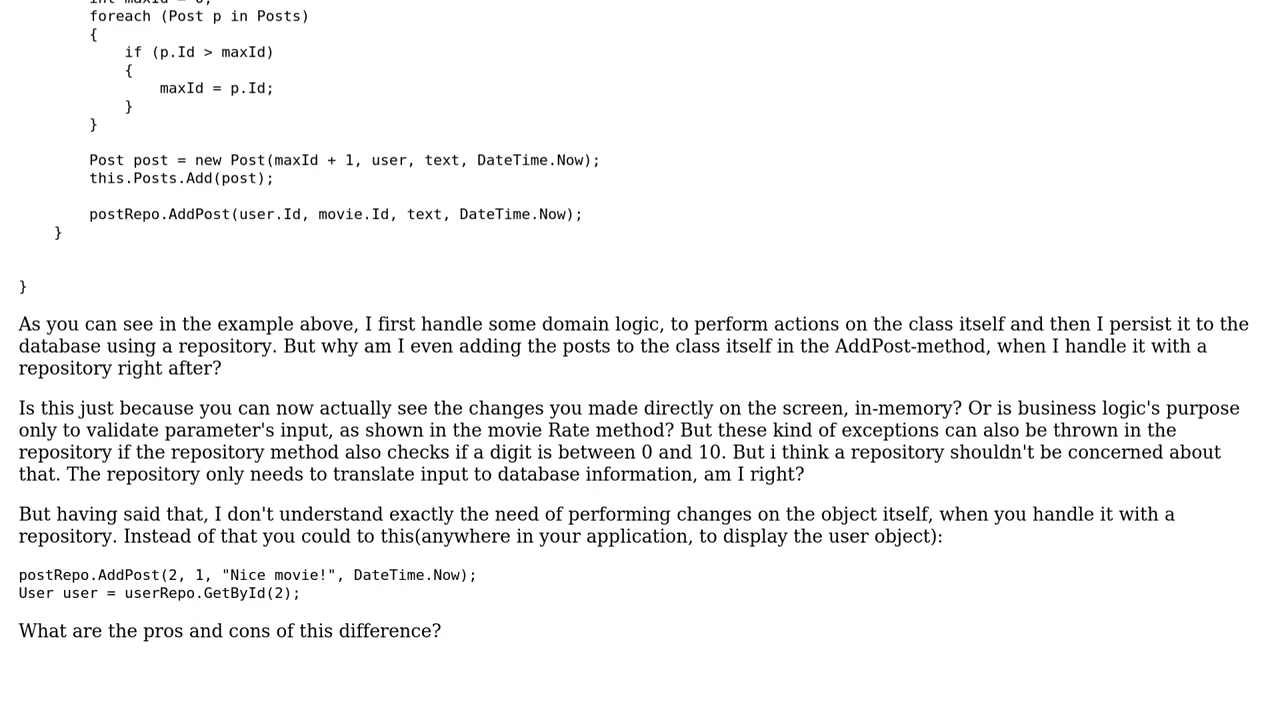 int maxId = 0;
foreach (Post p in Posts)
{
if (p.Id > maxId)
{
maxId = p.Id;
}
}
Post post = new Post(maxId + 1, user, text, DateTime.Now);
this.Posts.Add(post);
postRepo.AddPost(user.Id, movie.Id, text, DateTime.Now);
}
}
As you can see in the example above, I first handle some domain logic, to perform actions on the class itself and then I persist it to the
database using a repository. But why am I even adding the posts to the class itself in the AddPost-method, when I handle it with a
repository right after?
Is this just because you can now actually see the changes you made directly on the screen, in-memory? Or is business logic's purpose
only to validate parameter's input, as shown in the movie Rate method? But these kind of exceptions can also be thrown in the
repository if the repository method also checks if a digit is between 0 and 10. But i think a repository shouldn't be concerned about
that. The repository only needs to translate input to database information, am I right?
But having said that, I don't understand exactly the need of performing changes on the object itself, when you handle it with a
repository. Instead of that you could to this(anywhere in your application, to display the user object):
postRepo.AddPost(2, 1, "Nice movie!", DateTime.Now);
User user = userRepo.GetById(2);
What are the pros and cons of this difference?